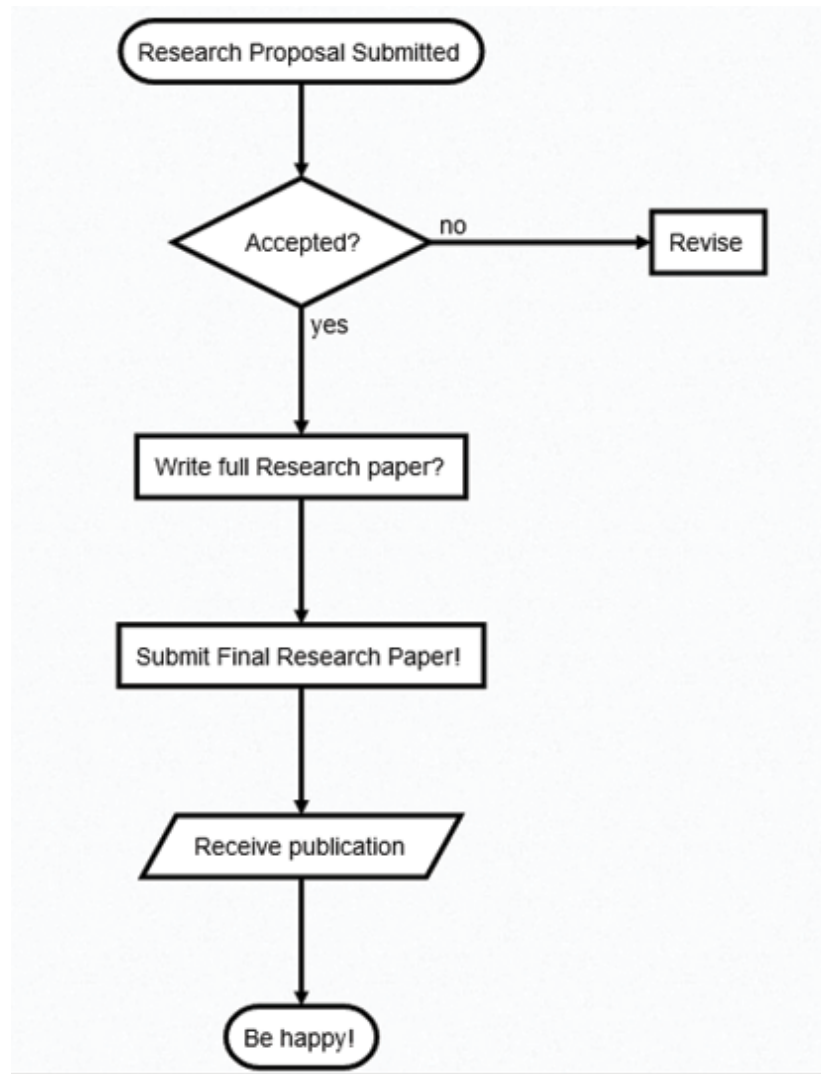 Research Proposal Submitted
Accepted?
no
Revise
yes
Write full Research paper?
Submit Final Research Paper!
Receive publication
Be happy!